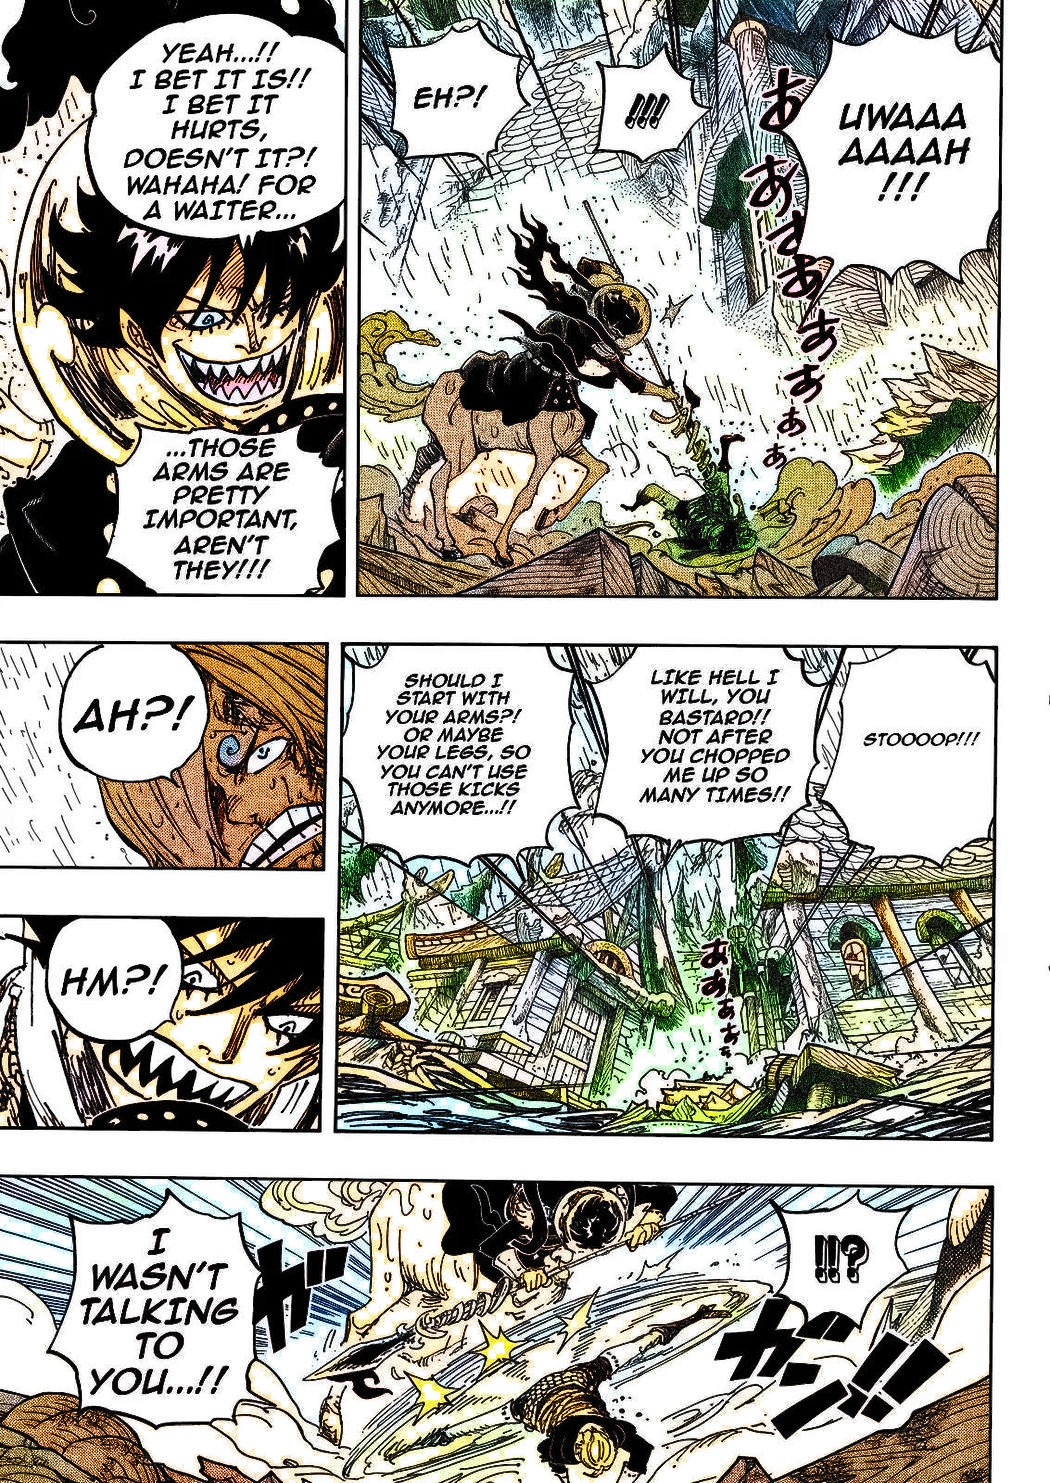 UWAAA
AAAAH
!!!
!!!
EH?!
あああああああぁぁ
YEAH...!!
I BET IT IS!!
I BET IT
HURTS,
DOESN'T IT?!
WAHAHA! FOR
A WAITER...
...THOSE
ARMS ARE
PRETTY
IMPORTANT,
AREN'T
THEY!!!
STOOOOP!!!
LIKE HELL I
WILL, YOU
BASTARD!!
NOT AFTER
YOU CHOPPED
ME UP SO
MANY TIMES!!
SHOULD I
START WITH
YOUR ARMS?!
OR MAYBE
YOUR LEGS, SO
YOU CAN'T USE
THOSE KICKS
ANYMORE...!!
ああぁぁ
AH?!
HM?!
!!?
ガン!!
ガ
I
WASN'T
TALKING
TO
YOU...!!